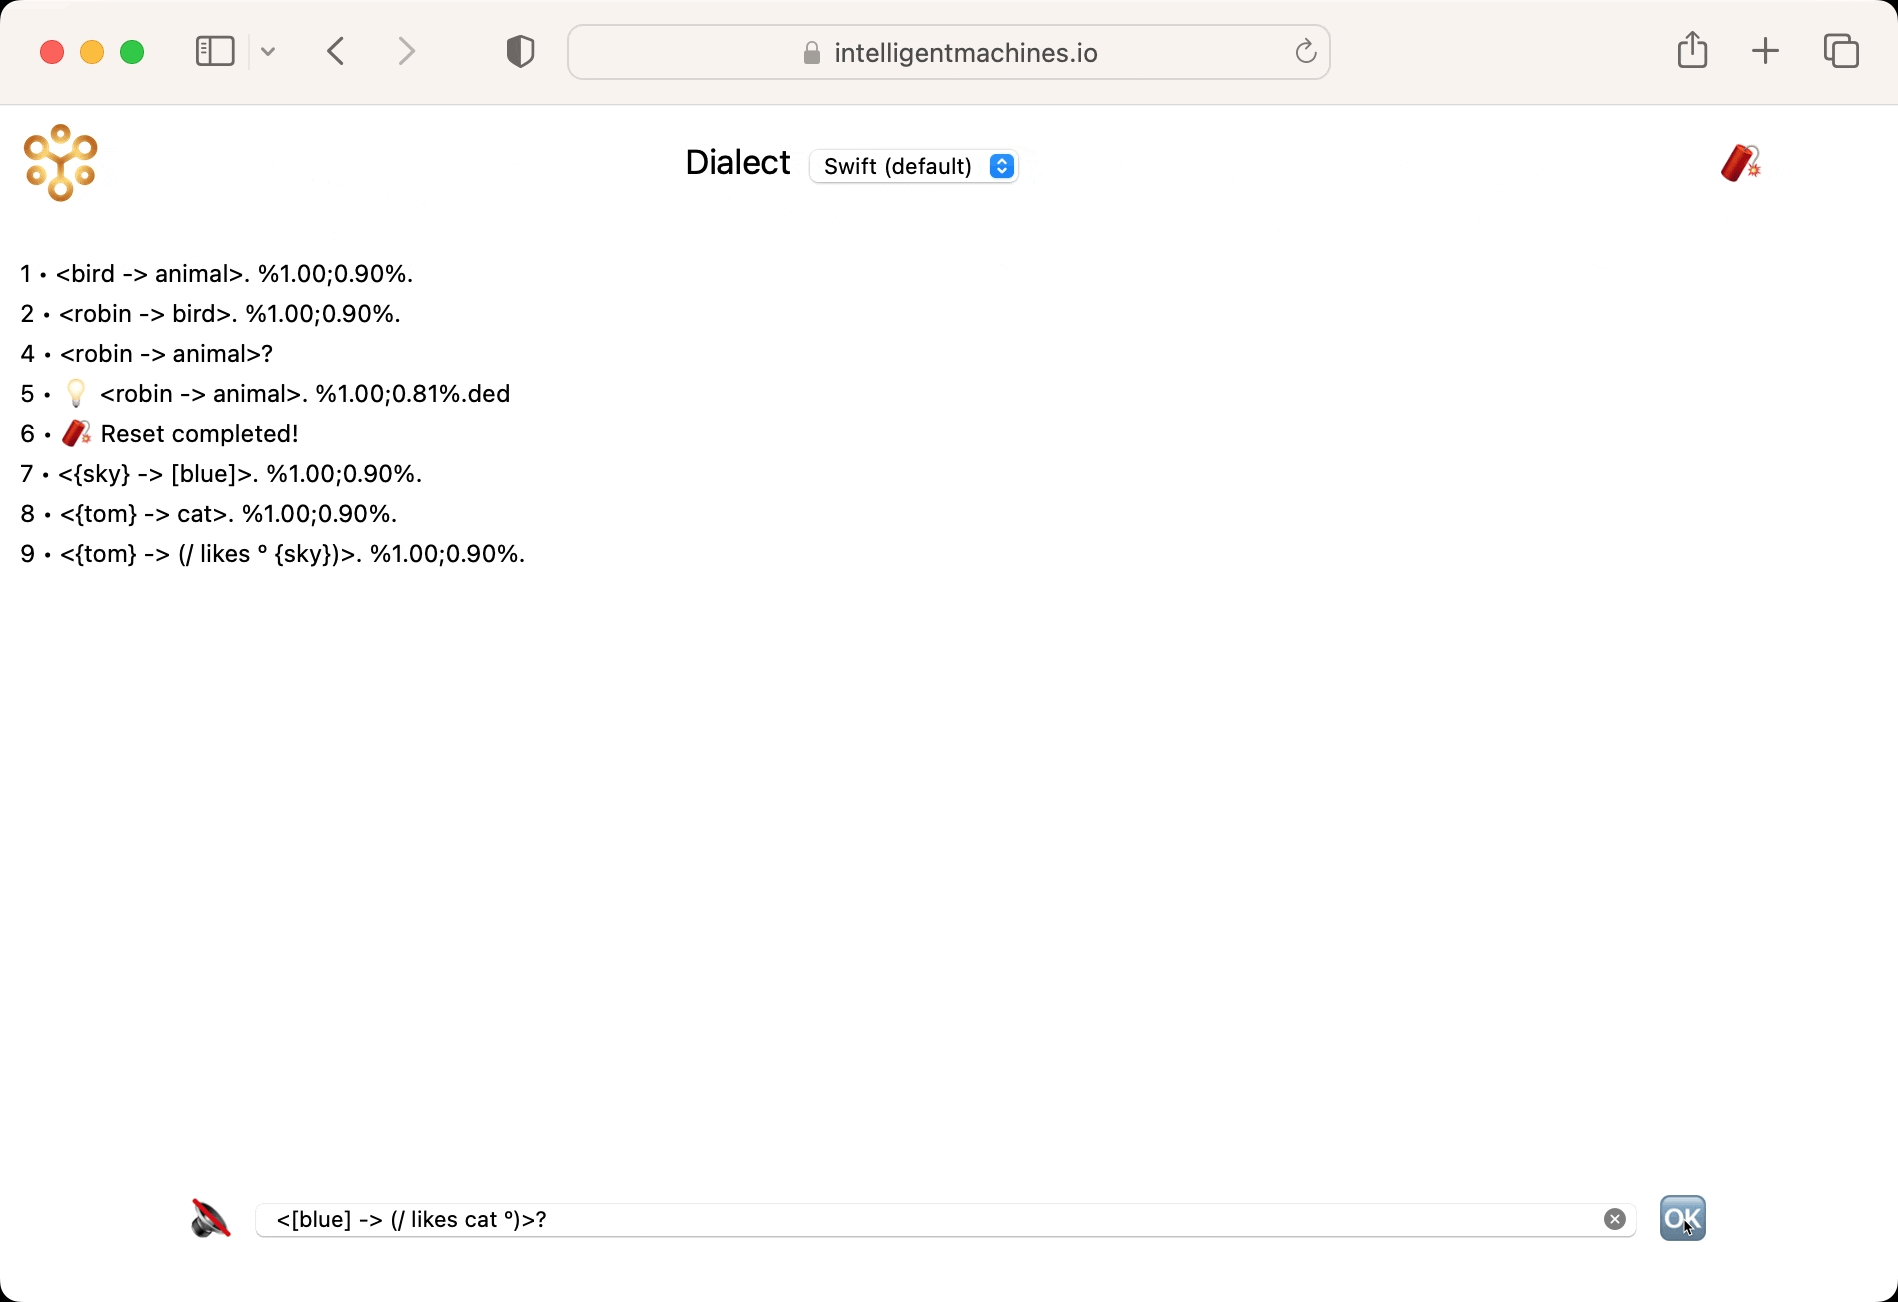 intelligentmachines.io
Dialect Swift (default)
1 • <bird -> animal>. %1.00;0.90%.
2 • <robin -> bird>. %1.00;0.90%.
4 • <robin -> animal>?
5 • 💡 <robin -> animal>. %1.00;0.81%.ded
6 • 🧨 Reset completed!
7 • <{sky} -> [blue]>. %1.00;0.90%.
8 • <{tom} -> cat>. %1.00;0.90%.
9 • <{tom} -> (/ likes º {sky})>. %1.00;0.90%.
<[blue] -> (/ likes cat º)>?
OK